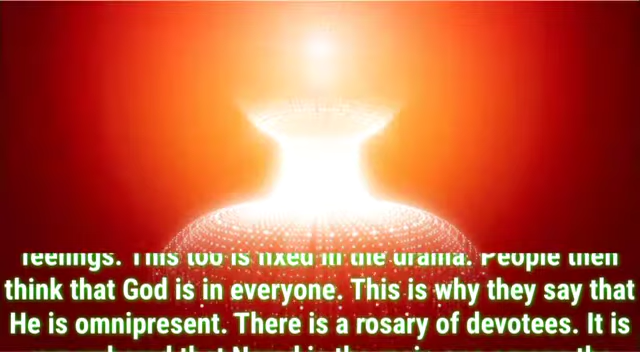 feelings. This too is fixed in the drama. People then
think that God is in everyone. This is why they say that
He is omnipresent. There is a rosary of devotees. It is